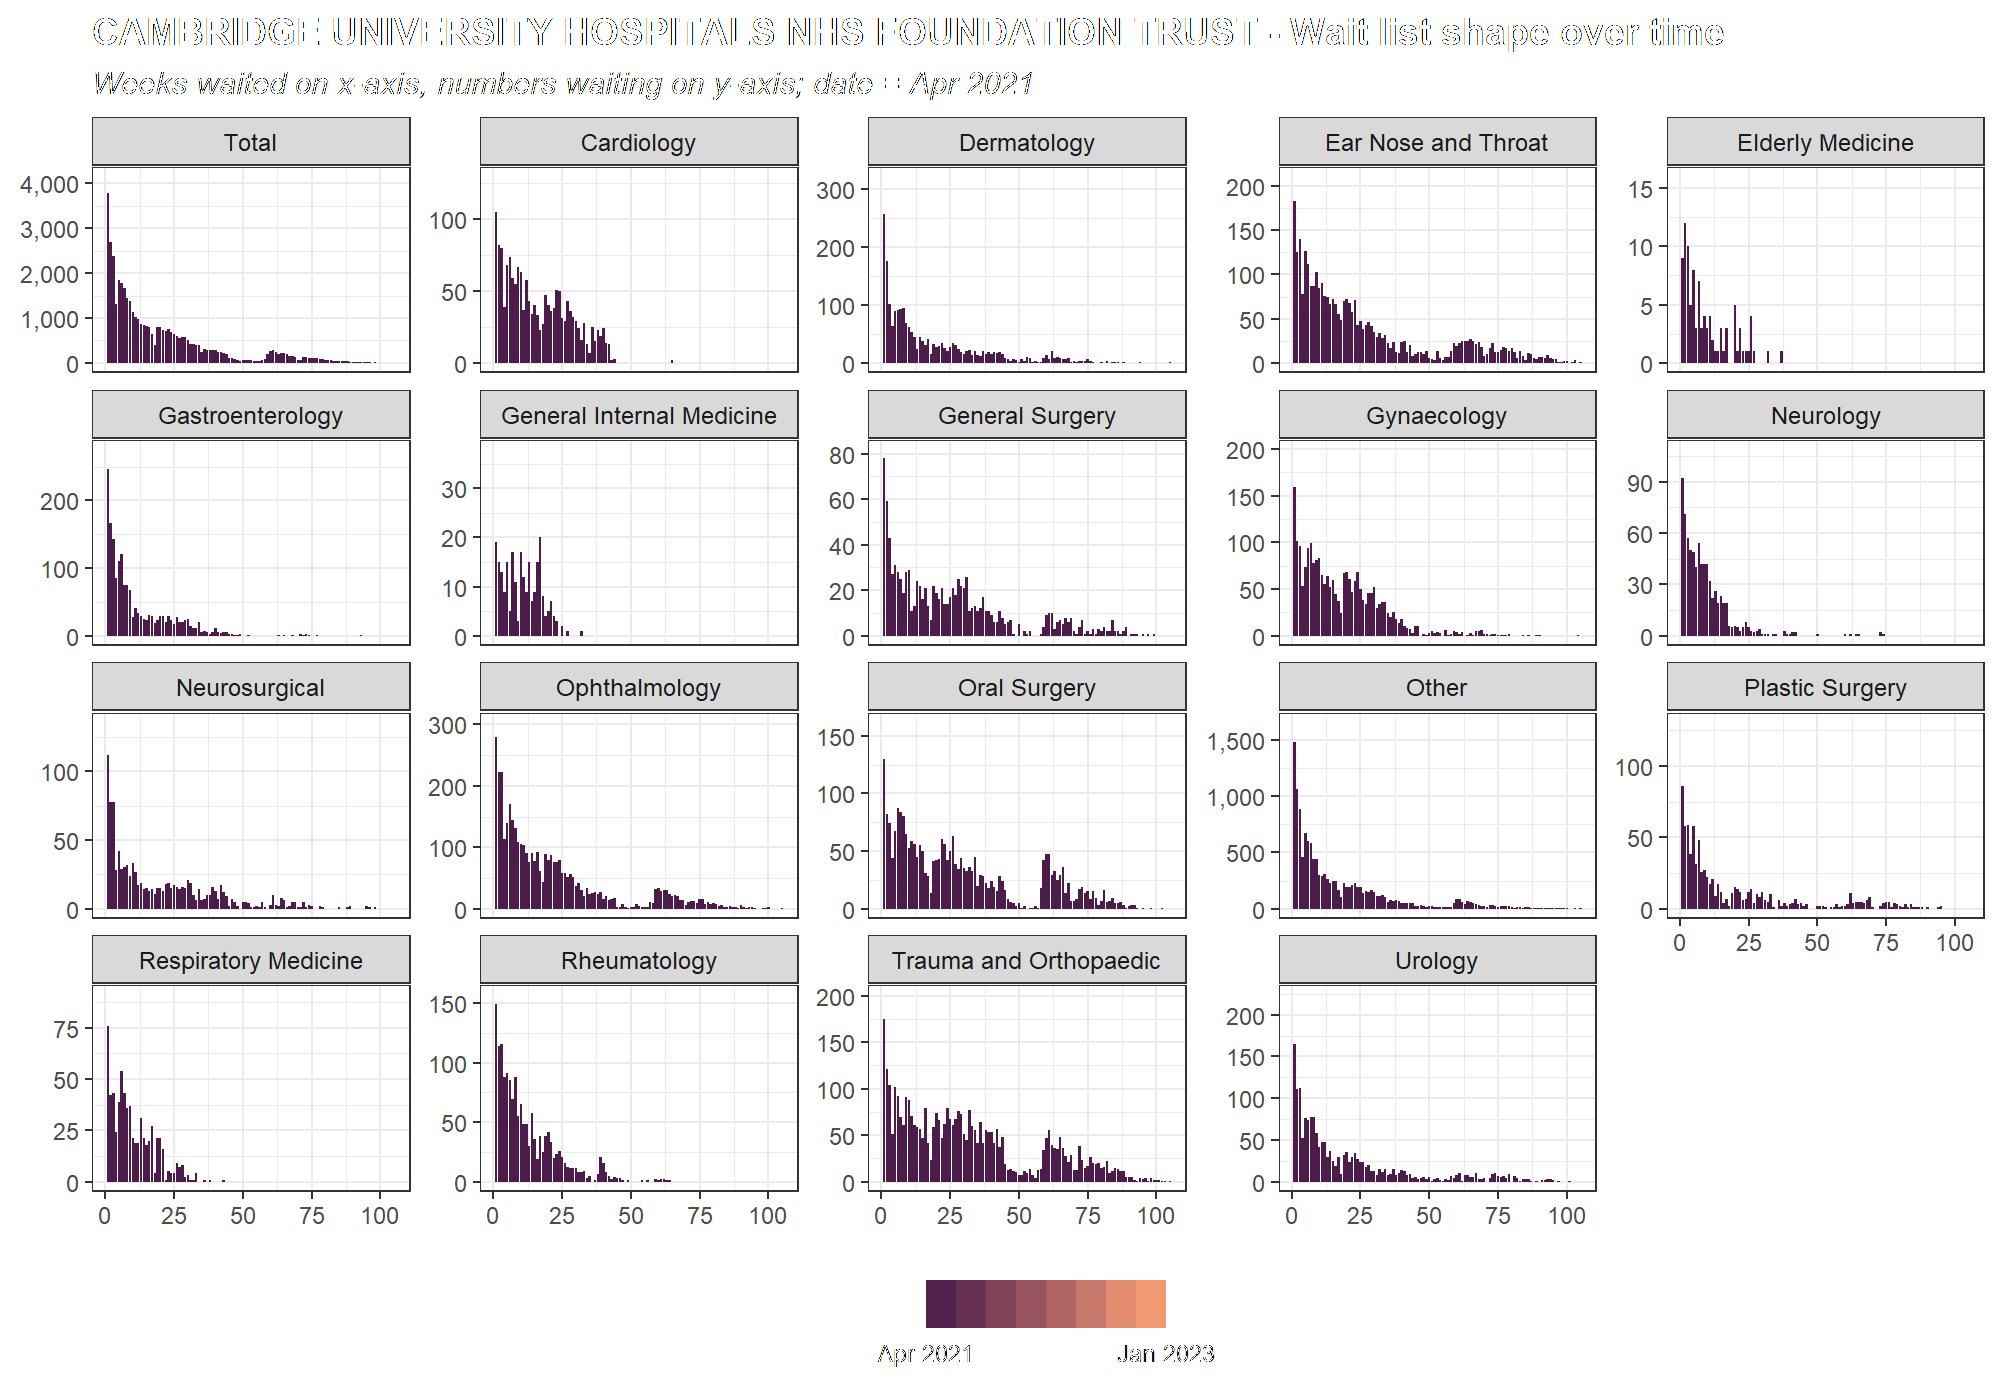 CAMBRIDGE UNIVERSITY HOSPITALS NHS FOUNDATION TRUST - Wait list shape over time
Weeks waited on x-axis, numbers waiting on y-axis; date = Apr 2021
Total Cardiology Dermatology Ear Nose and Throat Elderly Medicine
4,000 3,000 2,000 1,000 0
100 50 0
300 200 100 0
200 150 100 50 0
15 10 5 0
Gastroenterology General Internal Medicine General Surgery Gynaecology Neurology
200 100 0
30 20 10 0
80 60 40 20 0
200 150 100 50 0
90 60 30 0
Neurosurgical Ophthalmology Oral Surgery Other Plastic Surgery
100 50 0
300 200 100 0
150 100 50 0
1,500 1,000 500 0
100 50 0
0 25 50 75 100
Respiratory Medicine Rheumatology Trauma and Orthopaedic Urology
75 50 25 0
150 100 50 0
200 150 100 50 0
200 150 100 50 0
0 25 50 75 100 0 25 50 75 100 0 25 50 75 100 0 25 50 75 100
Apr 2021 Jan 2023